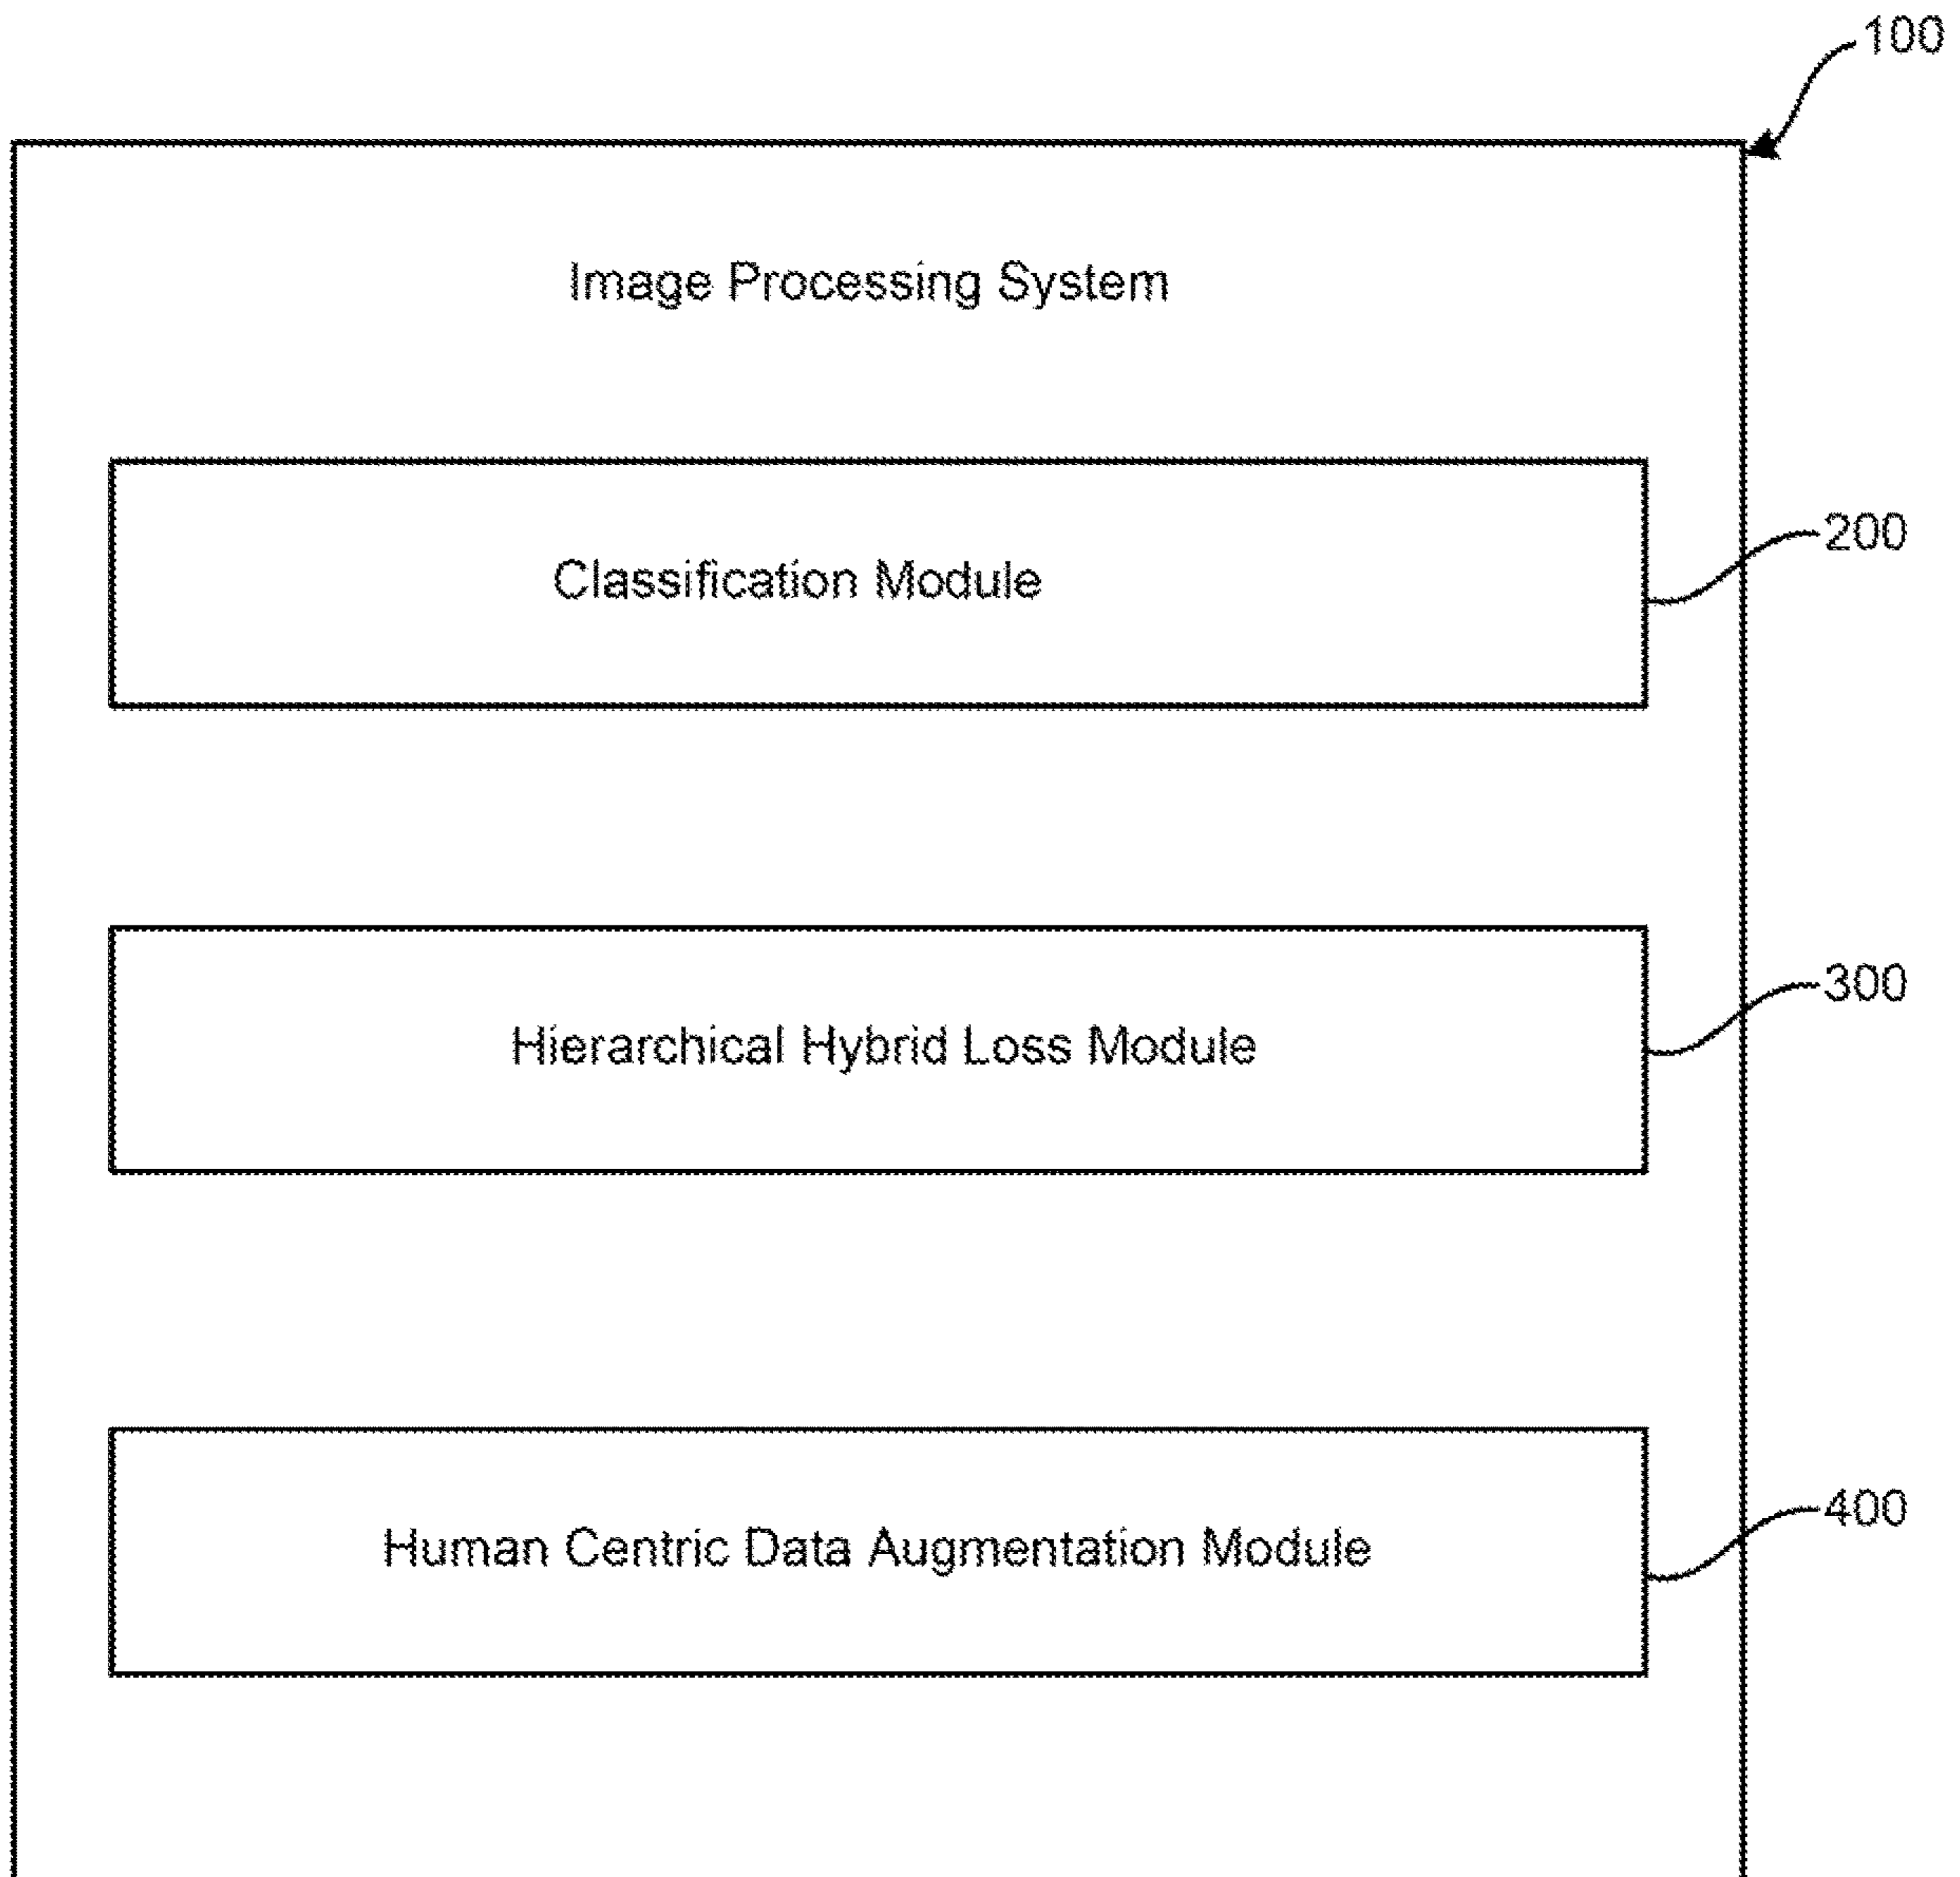 100
Image Processing System
Classification Module
200
Hierarchical Hybrid Loss Module
300
Human Centric Data Augmentation Module
400